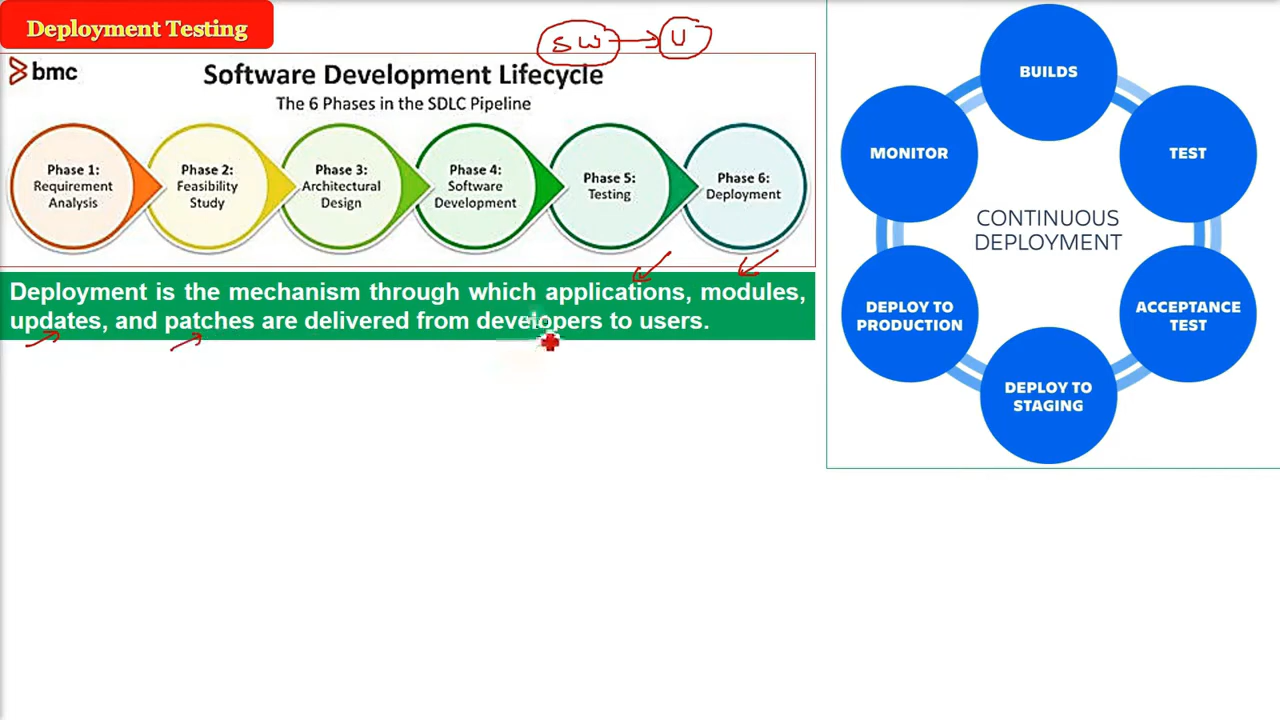 Deployment Testing
SW → U
bmc
Software Development Lifecycle
The 6 Phases in the SDLC Pipeline
Phase 1:
Requirement
Analysis
Phase 2:
Feasibility
Study
Phase 3:
Architectural
Design
Phase 4:
Software
Development
Phase 5:
Testing
Phase 6:
Deployment
Deployment is the mechanism through which applications, modules,
updates, and patches are delivered from developers to users.
BUILDS
MONITOR
TEST
CONTINUOUS
DEPLOYMENT
DEPLOY TO
PRODUCTION
ACCEPTANCE
TEST
DEPLOY TO
STAGING